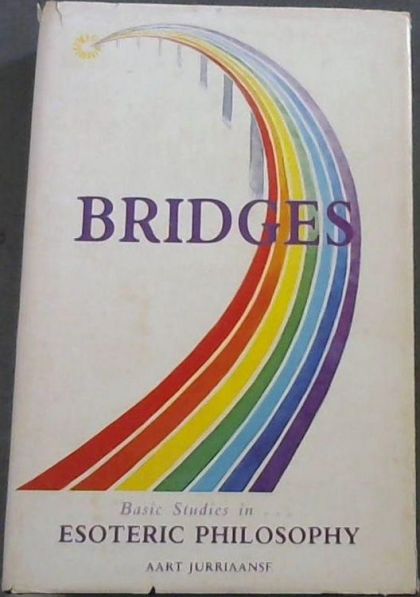 BRIDGES
Basic Studies in ...
ESOTERIC PHILOSOPHY
AART JURRIAANSE